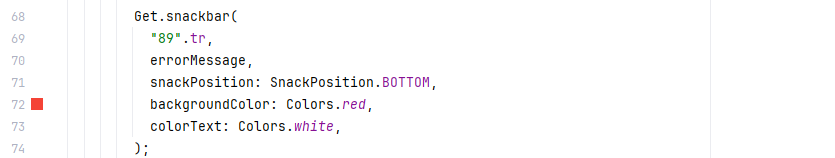 68 Get.snackbar(
69 "89".tr,
70 errorMessage,
71 snackPosition: SnackPosition.BOTTOM,
72 backgroundColor: Colors.red,
73 colorText: Colors.white,
74 );